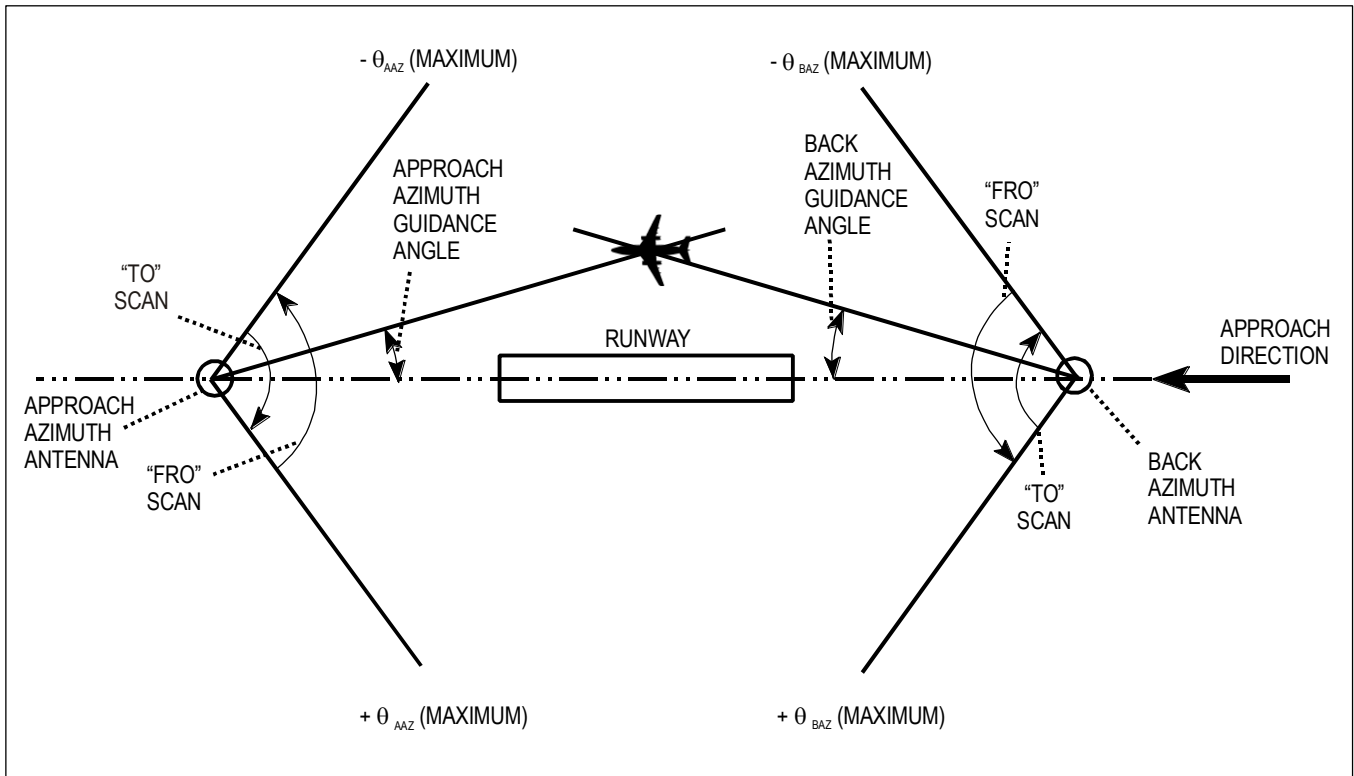 - θAAZ (MAXIMUM)
- θBAZ (MAXIMUM)
APPROACH
AZIMUTH
GUIDANCE
ANGLE
BACK
AZIMUTH
GUIDANCE
ANGLE
“FRO”
SCAN
“TO”
SCAN
RUNWAY
APPROACH
DIRECTION
APPROACH
AZIMUTH
ANTENNA
“FRO”
SCAN
“TO”
SCAN
BACK
AZIMUTH
ANTENNA
+ θAAZ (MAXIMUM)
+ θBAZ (MAXIMUM)